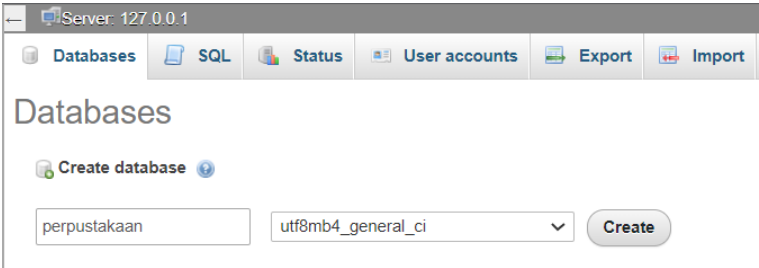 Server: 127.0.0.1
Databases SQL Status User accounts Export Import
Databases
Create database
perpustakaan utf8mb4_general_ci Create